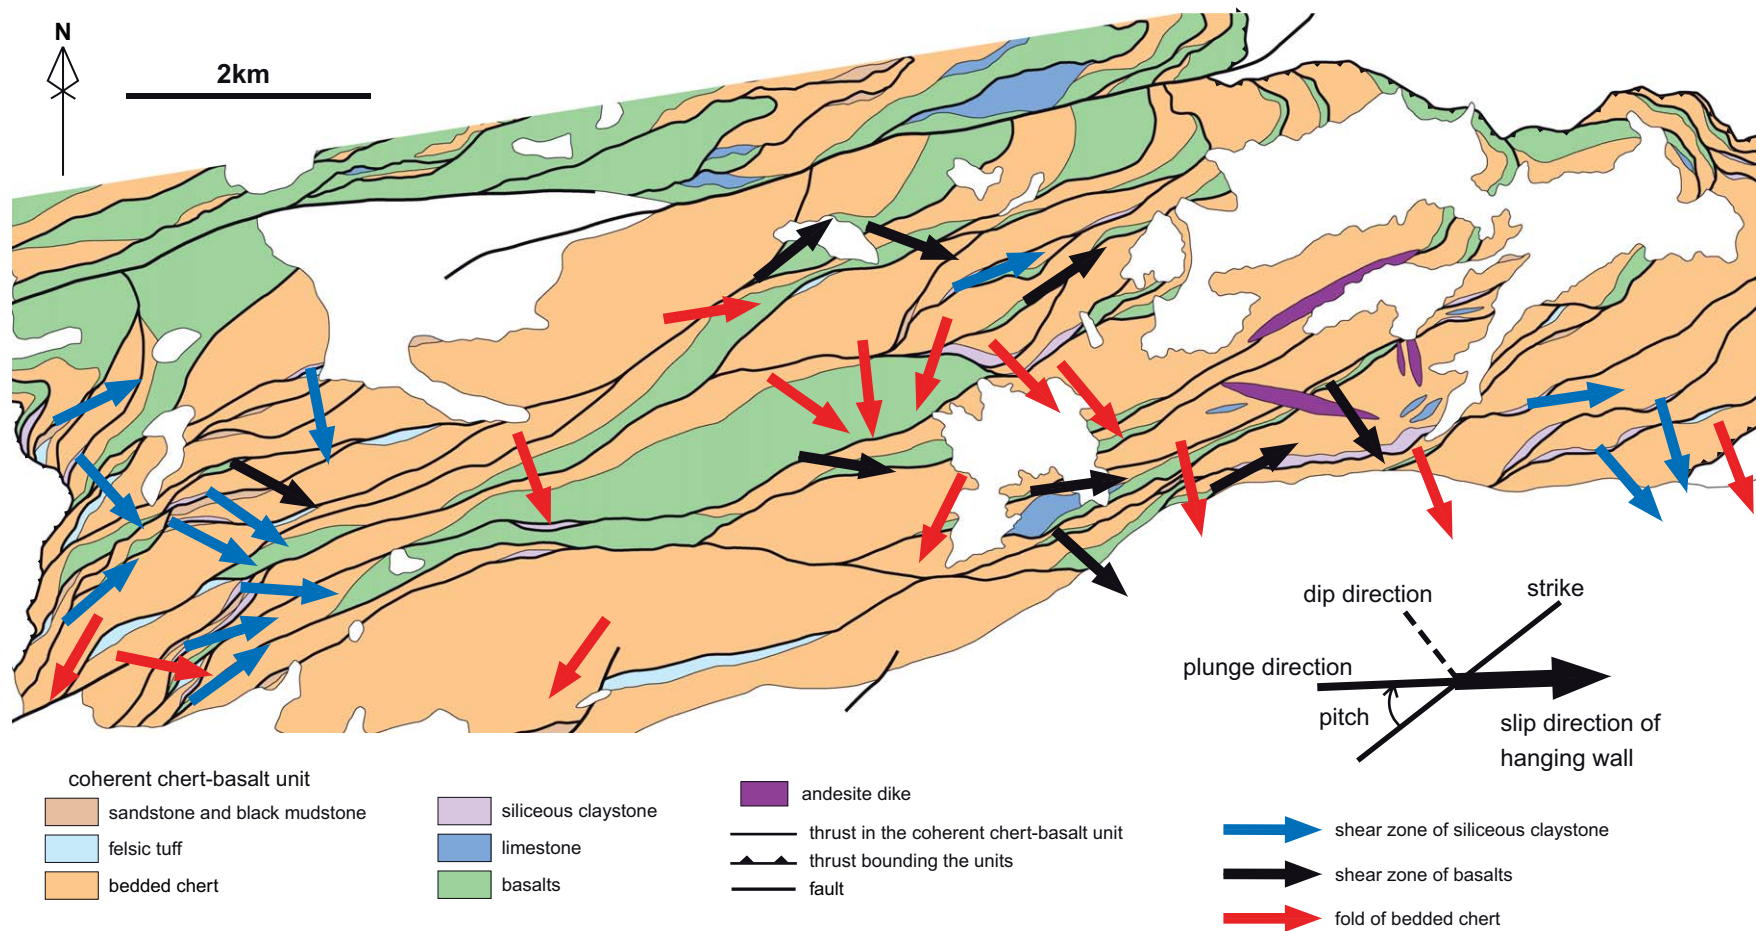 N
2km
dip direction
strike
plunge direction
pitch
slip direction of
hanging wall
coherent chert-basalt unit
sandstone and black mudstone
felsic tuff
bedded chert
siliceous claystone
limestone
basalts
andesite dike
thrust in the coherent chert-basalt unit
thrust bounding the units
fault
shear zone of siliceous claystone
shear zone of basalts
fold of bedded chert